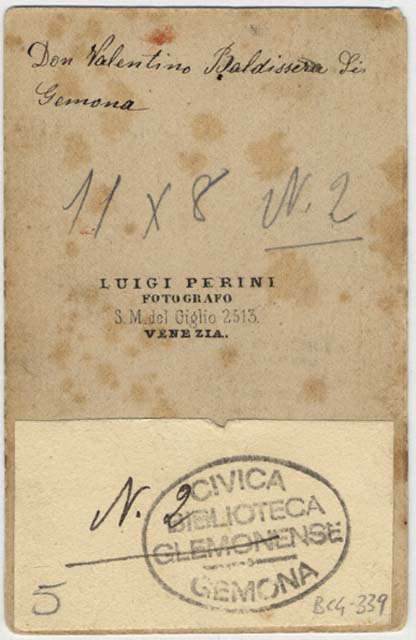 Don Valentino Baldissera di
Gemona
11 x 8 N. 2
LUIGI PERINI
FOTOGRAFO
S. M. del Giglio 2513.
VENEZIA.
N. 2
CIVICA
BIBLIOTECA
GLEMONENSE
GEMONA
5
BCG-339